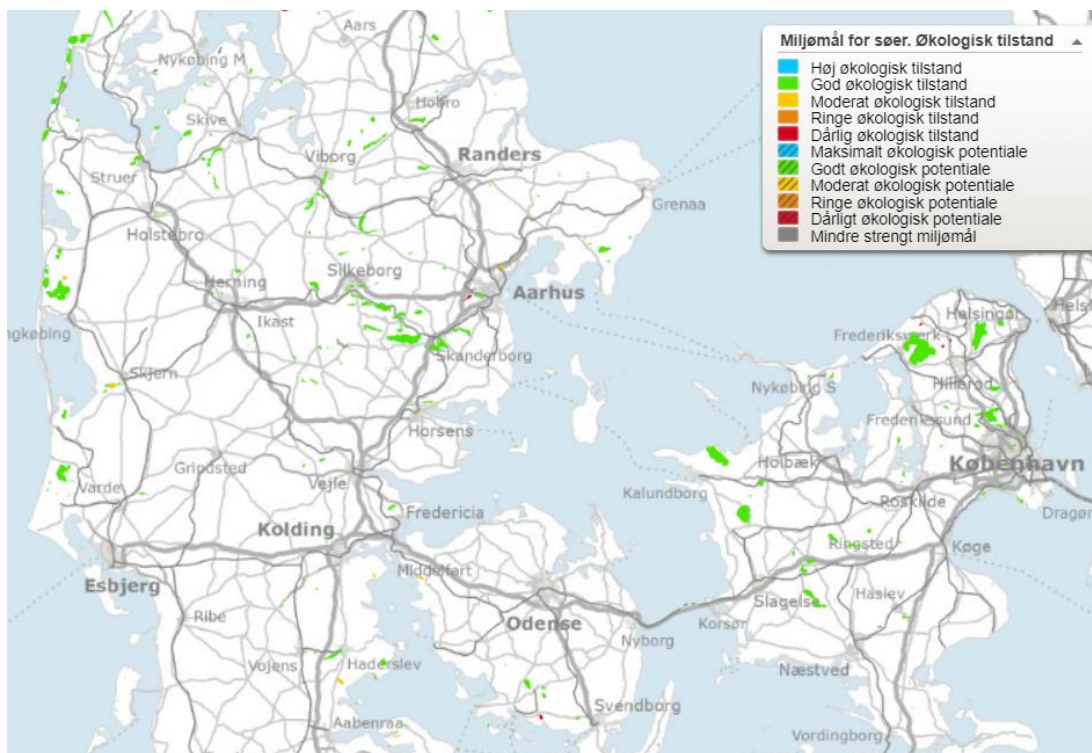 Miljømål for søer. Økologisk tilstand
Høj økologisk tilstand
God økologisk tilstand
Moderat økologisk tilstand
Ringe økologisk tilstand
Dårlig økologisk tilstand
Maksimalt økologisk potentiale
Godt økologisk potentiale
Moderat økologisk potentiale
Ringe økologisk potentiale
Dårligt økologisk potentiale
Mindre strengt miljømål
Aars
Nykøbing M
Hobro
Skive
Viborg
Randers
Struer
Grenaa
Holstebro
Silkeborg
Herning
Aarhus
Ikast
ngkøbing
Skanderborg
Helsingør
Hels
Frederiksværk
Skjern
Nykøbing S
Hillerød
Horsens
Frederikssund
København
Grindsted
Holbæk
Varde
Vejle
Kalundborg
Roskilde
Dragør
Fredericia
Kolding
Ringsted
Køge
Esbjerg
Middelfart
Slagelse
Haslev
Ribe
Odense
Korsør
Nyborg
Vojens
Haderslev
Næstved
Svendborg
Aabenraa
Vordingborg